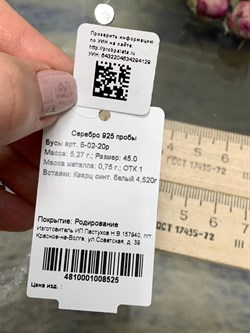 Проверить информацию
по УИН на сайте
http://probpalata.ru
УИН: 6432204634294129
Серебро 925 пробы
Бусы арт. Б-02-20р
Масса: 5,27 г.; Размер: 45.0
Масса металла: 0,75 г.; ОТК 1
Вставки: Кварц синт. белый 4,520г
Покрытие: Родирование
Изготовитель ИП Пастухов Н.В.157940, пгт
Красное-на-Волге, ул.Советская, д. 39
4810001008525
Цена изд. :
ГОСТ 17435-72
ГОСТ 17435-72